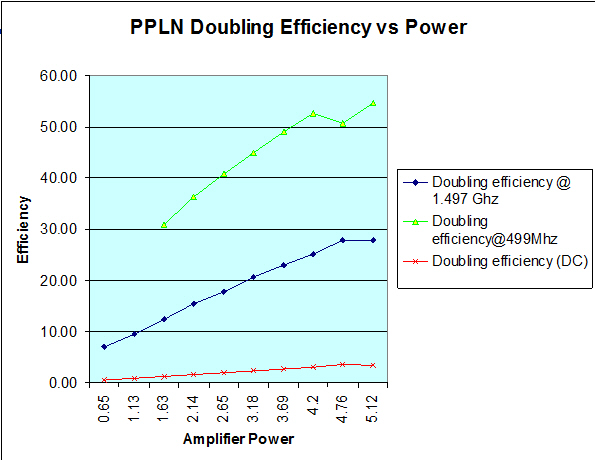 PPLN Doubling Efficiency vs Power
60.00
50.00
40.00
30.00
20.00
10.00
0.00
Efficiency
0.65
1.13
1.63
2.14
2.65
3.18
3.69
4.2
4.76
5.12
Amplifier Power
Doubling efficiency @
1.497 Ghz
Doubling
efficiency@499Mhz
Doubling efficiency (DC)